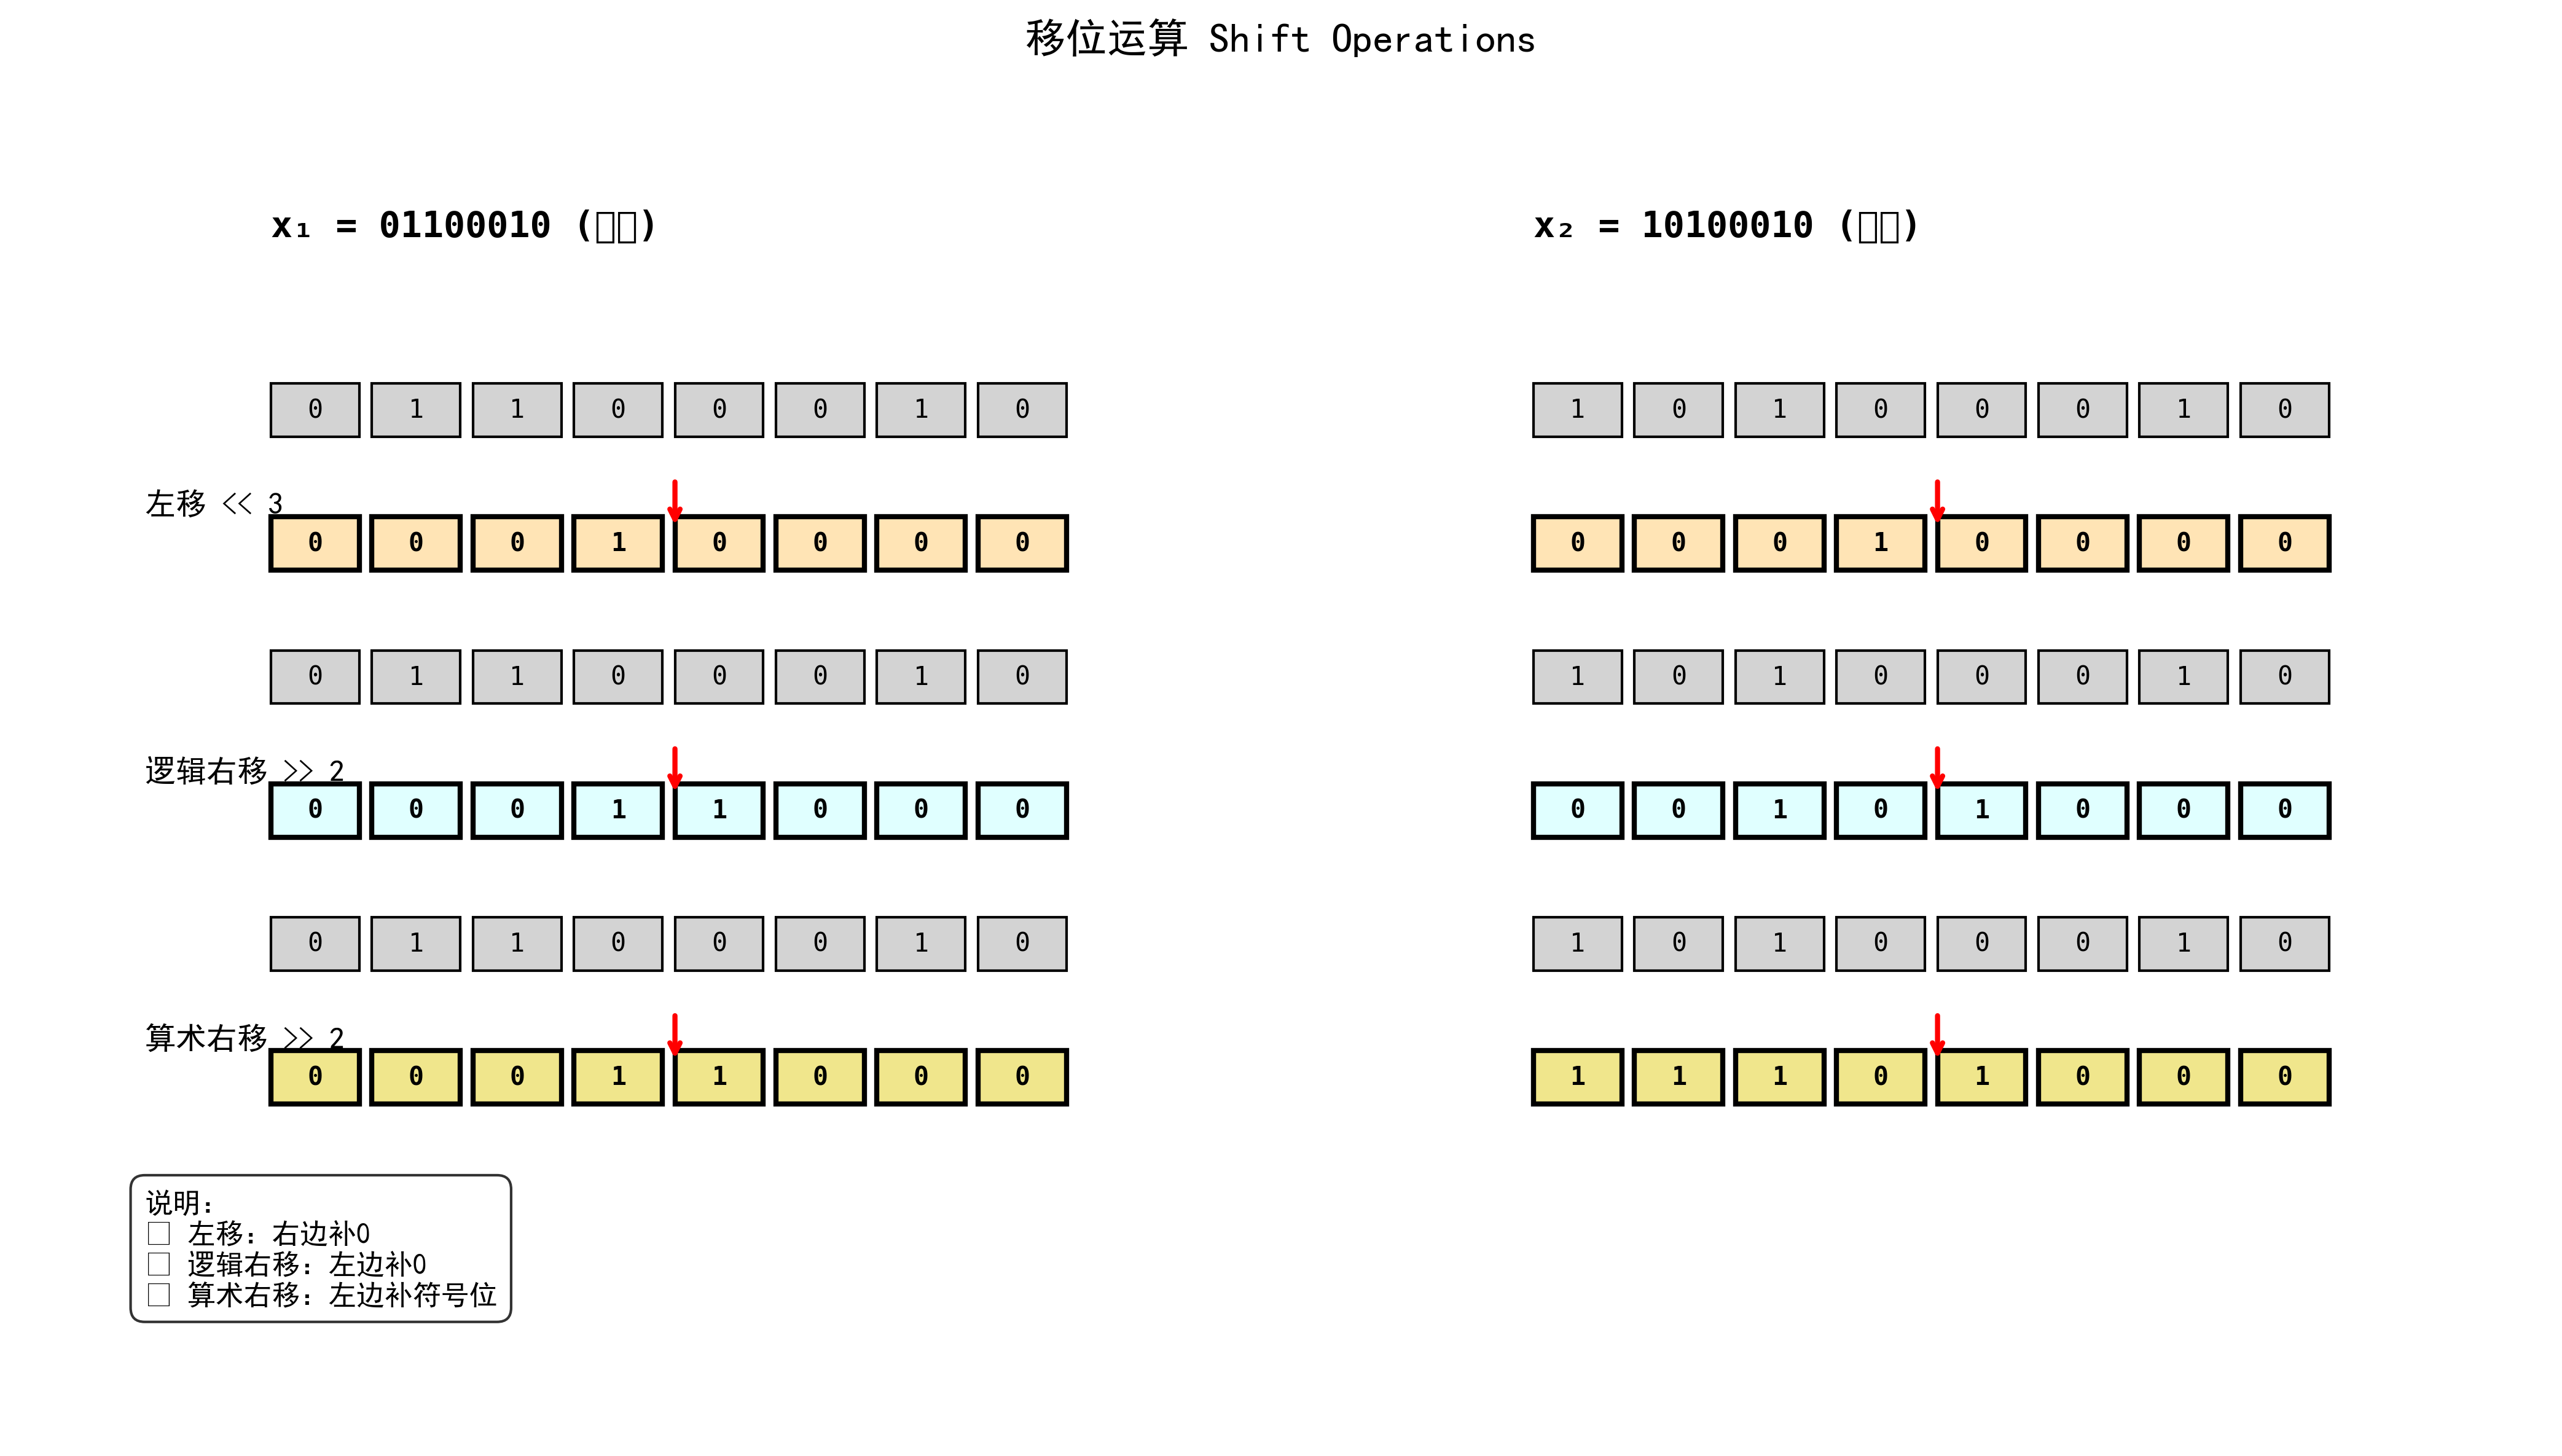 移位运算 Shift Operations
x₁ = 01100010 (□□)
x₂ = 10100010 (□□)
0 1 1 0 0 0 1 0
1 0 1 0 0 0 1 0
左移 << 3
0 0 0 1 0 0 0 0
0 0 0 1 0 0 0 0
0 1 1 0 0 0 1 0
1 0 1 0 0 0 1 0
逻辑右移 >> 2
0 0 0 1 1 0 0 0
0 0 1 0 1 0 0 0
0 1 1 0 0 0 1 0
1 0 1 0 0 0 1 0
算术右移 >> 2
0 0 0 1 1 0 0 0
1 1 1 0 1 0 0 0
说明:
□ 左移: 右边补0
□ 逻辑右移: 左边补0
□ 算术右移: 左边补符号位